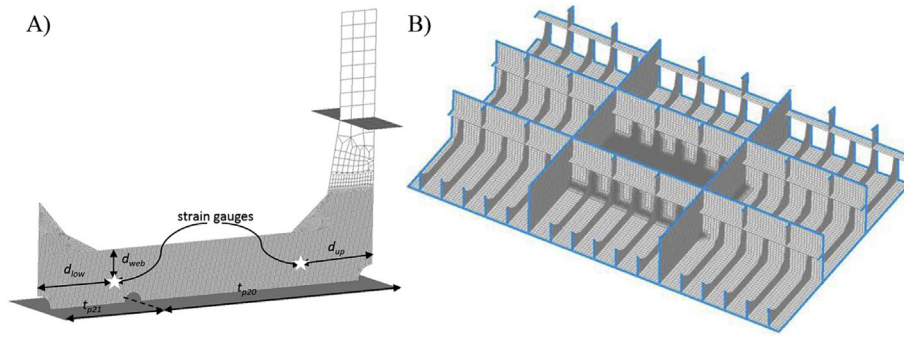 A)
B)
strain gauges
d_low
d_web
d_up
t_p21
t_p20